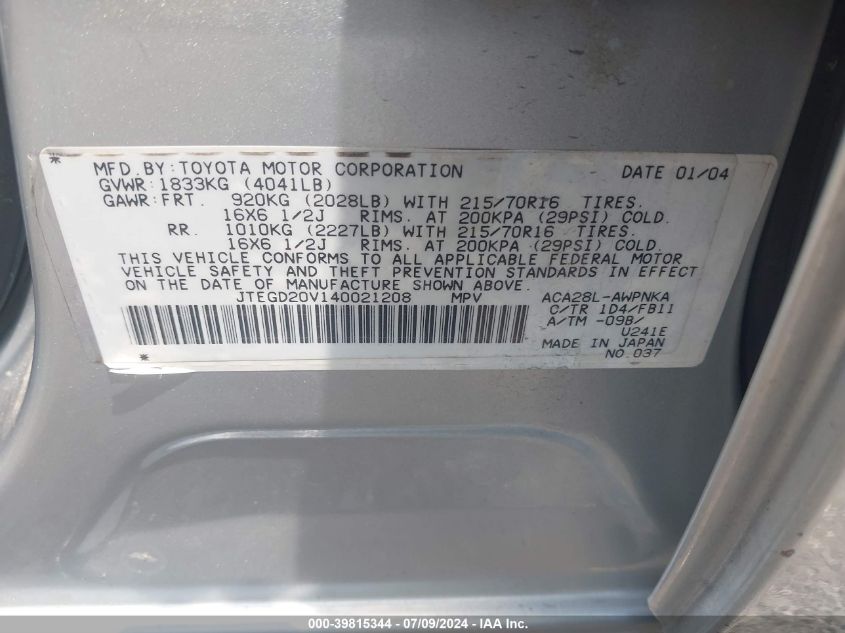 MFD.BY:TOYOTA MOTOR CORPORATION DATE 01/04
GVWR:1833KG (4041LB)
GAWR:FRT. 920KG (2028LB) WITH 215/70R16 TIRES.
16X6 1/2J RIMS. AT 200KPA (29PSI) COLD.
RR. 1010KG (2227LB) WITH 215/70R16 TIRES.
16X6 1/2J RIMS. AT 200KPA (29PSI) COLD.
THIS VEHICLE CONFORMS TO ALL APPLICABLE FEDERAL MOTOR
VEHICLE SAFETY AND THEFT PREVENTION STANDARDS IN EFFECT
ON THE DATE OF MANUFACTURE SHOWN ABOVE.
JTEGD20V140021208 MPV ACA28L-AWPNKA
C/TR 1D4/FB11
A/TM -09B/
U241E
MADE IN JAPAN
NO.037
000-39815344 - 07/09/2024 - IAA Inc.